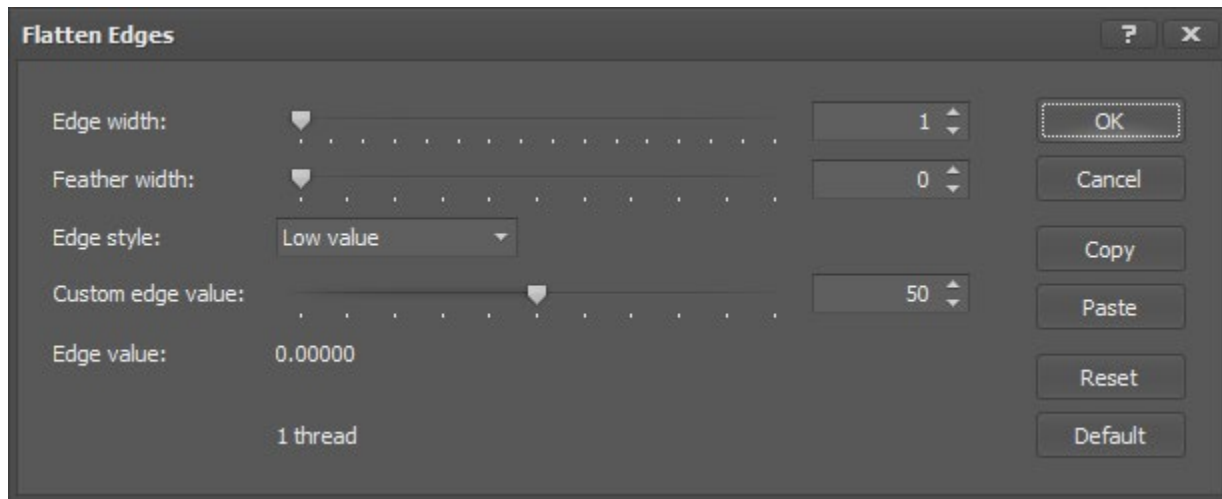 Flatten Edges ? x
Edge width: 1 OK
Feather width: 0 Cancel
Edge style: Low value
Copy
Custom edge value: 50 Paste
Edge value: 0.00000
Reset
1 thread Default